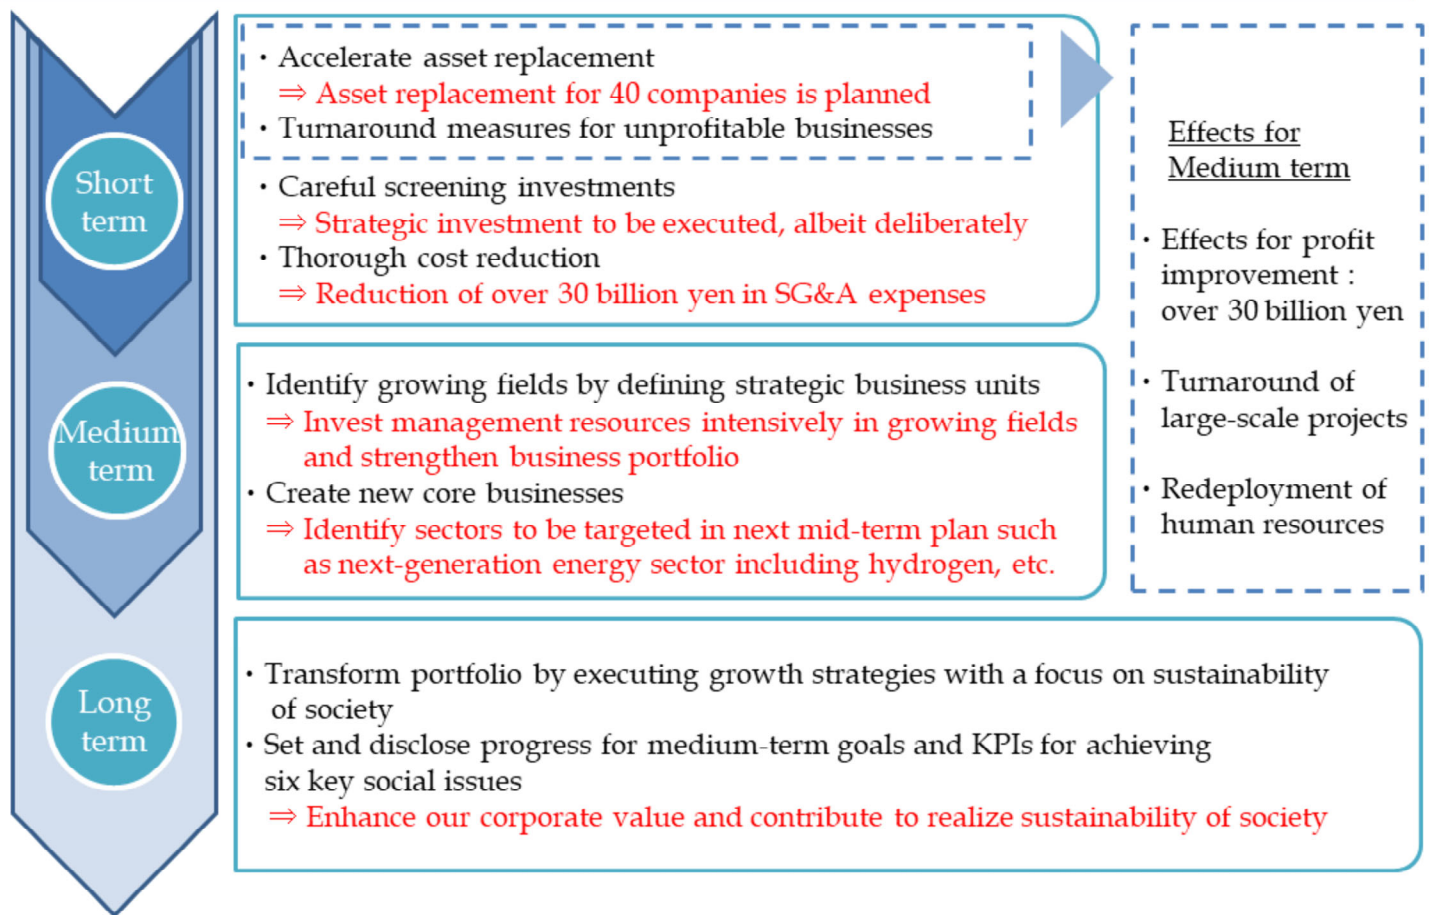 Short
term
・Accelerate asset replacement
⇒ Asset replacement for 40 companies is planned
・Turnaround measures for unprofitable businesses
・Careful screening investments
⇒ Strategic investment to be executed, albeit deliberately
・Thorough cost reduction
⇒ Reduction of over 30 billion yen in SG&A expenses
Effects for
Medium term
・Effects for profit
improvement :
over 30 billion yen
・Turnaround of
large-scale projects
・Redeployment of
human resources
Medium
term
・Identify growing fields by defining strategic business units
⇒ Invest management resources intensively in growing fields
and strengthen business portfolio
・Create new core businesses
⇒ Identify sectors to be targeted in next mid-term plan such
as next-generation energy sector including hydrogen, etc.
Long
term
・Transform portfolio by executing growth strategies with a focus on sustainability
of society
・Set and disclose progress for medium-term goals and KPIs for achieving
six key social issues
⇒ Enhance our corporate value and contribute to realize sustainability of society